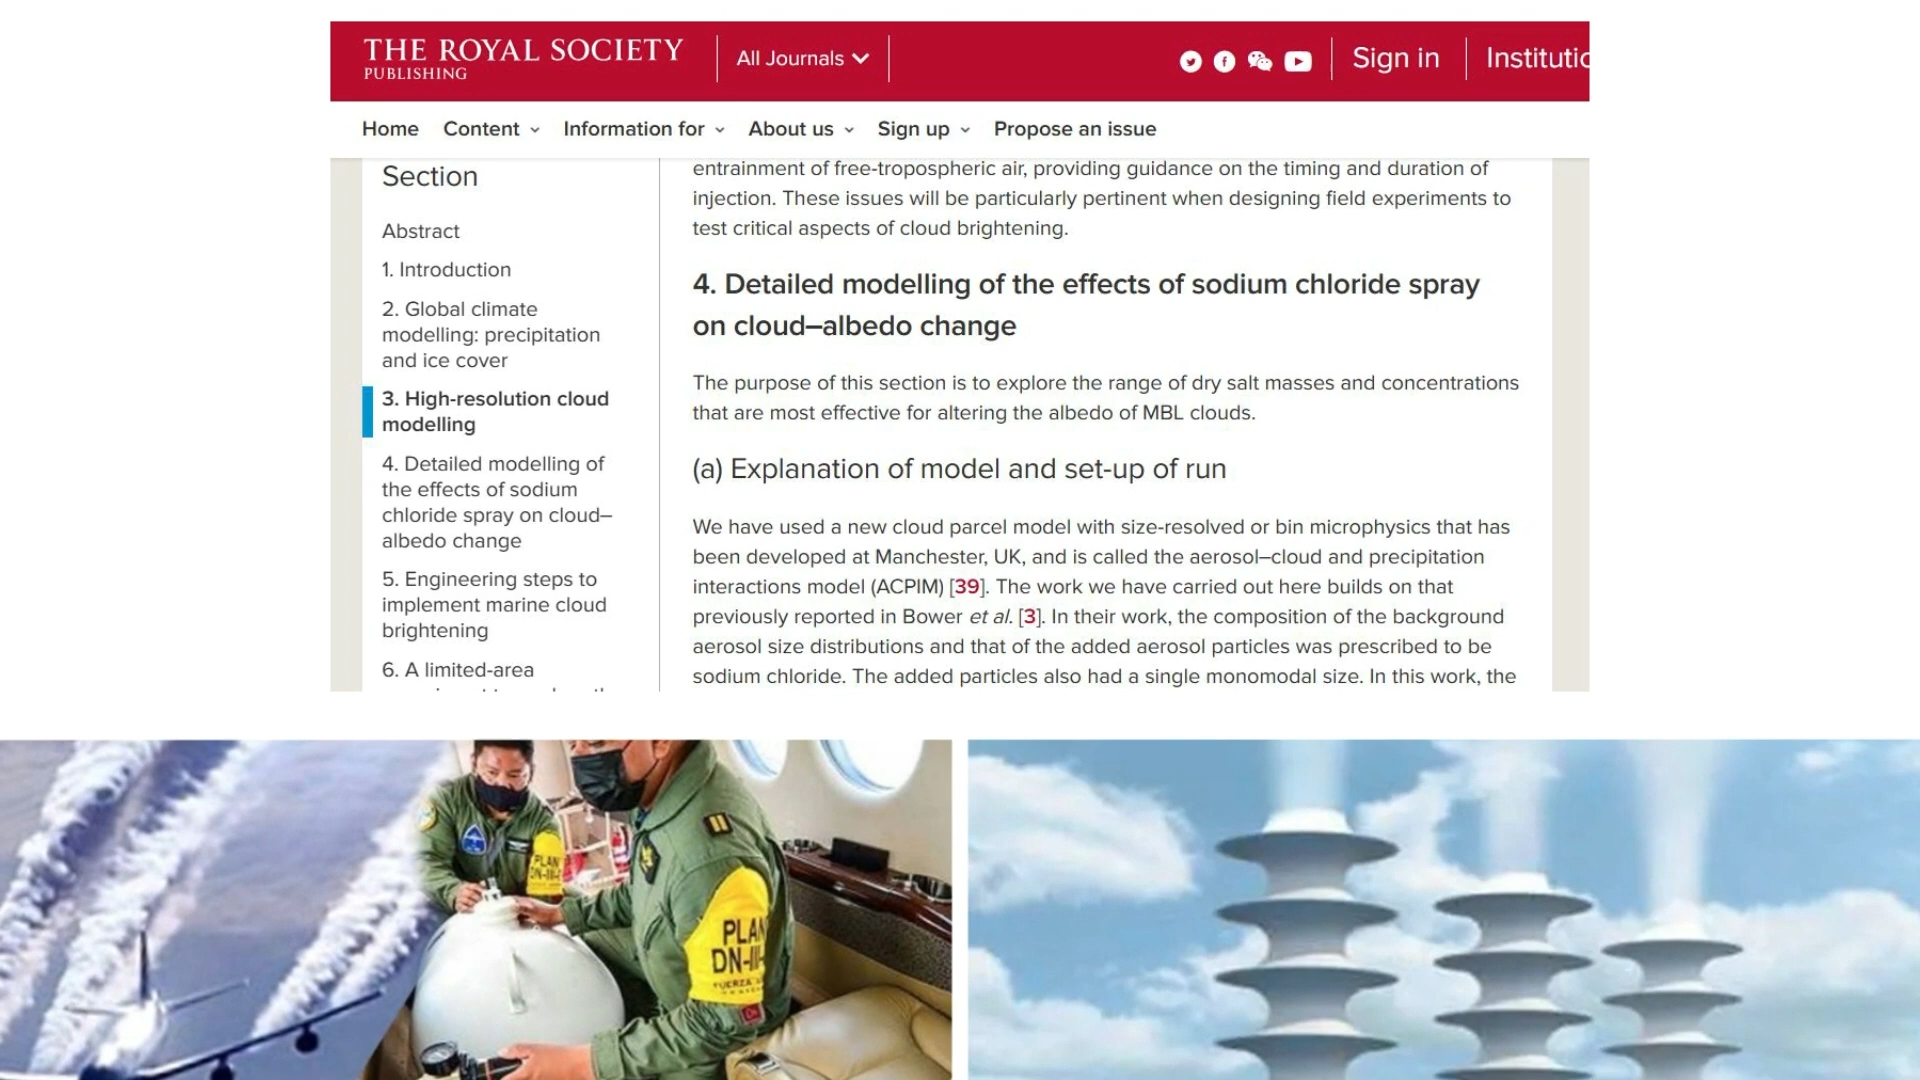 THE ROYAL SOCIETY
PUBLISHING
All Journals
Sign in
Home
Content
Information for
About us
Sign up
Propose an issue
Section
Abstract
1. Introduction
2. Global climate
modelling: precipitation
and ice cover
3. High-resolution cloud
modelling
4. Detailed modelling of
the effects of sodium
chloride spray on cloud–
albedo change
5. Engineering steps to
implement marine cloud
brightening
6. A limited-area
entrainment of free-tropospheric air, providing guidance on the timing and duration of
injection. These issues will be particularly pertinent when designing field experiments to
test critical aspects of cloud brightening.
4. Detailed modelling of the effects of sodium chloride spray
on cloud–albedo change
The purpose of this section is to explore the range of dry salt masses and concentrations
that are most effective for altering the albedo of MBL clouds.
(a) Explanation of model and set-up of run
We have used a new cloud parcel model with size-resolved or bin microphysics that has
been developed at Manchester, UK, and is called the aerosol–cloud and precipitation
interactions model (ACPIM) [39]. The work we have carried out here builds on that
previously reported in Bower et al. [3]. In their work, the composition of the background
aerosol size distributions and that of the added aerosol particles was prescribed to be
sodium chloride. The added particles also had a single monomodal size. In this work, the
PLAN
DN-III-
PLAN
DN-III-